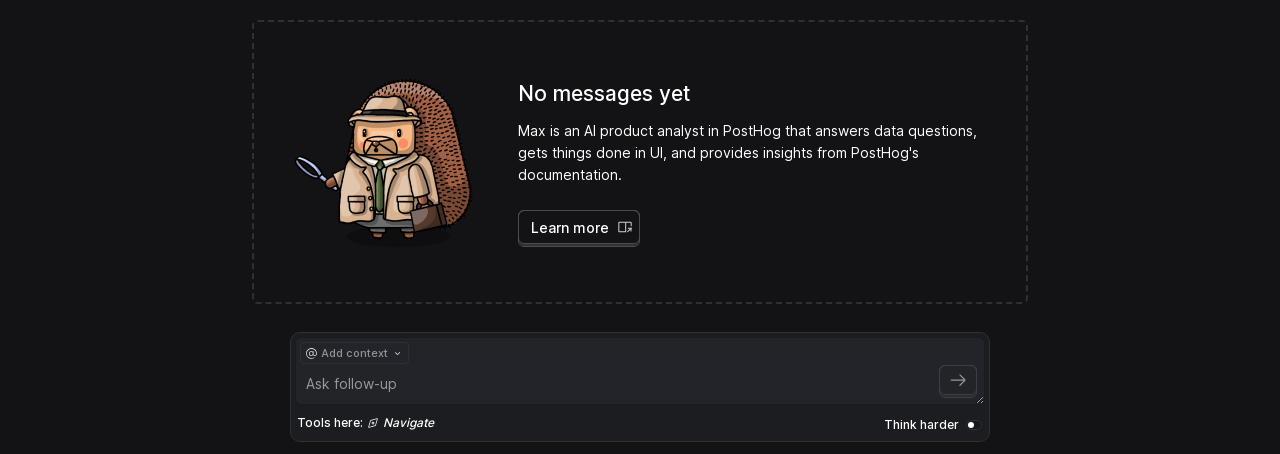 No messages yet
Max is an AI product analyst in PostHog that answers data questions,
gets things done in UI, and provides insights from PostHog's
documentation.
Learn more
@ Add context
Ask follow-up
Tools here: Navigate
Think harder